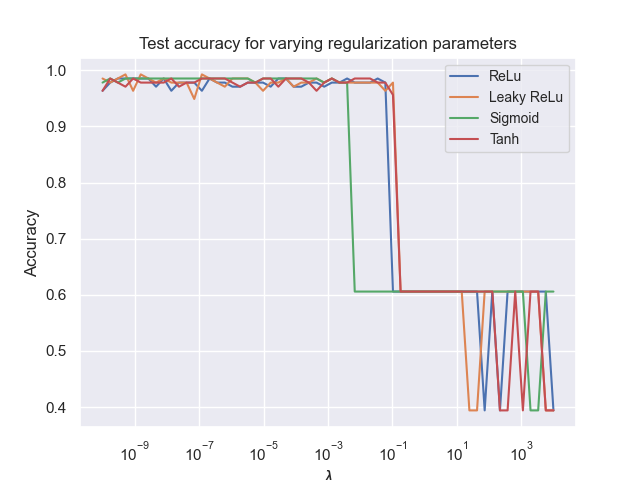 Test accuracy for varying regularization parameters
1.0
0.9
0.8
0.7
0.6
0.5
0.4
Accuracy
ReLu
Leaky ReLu
Sigmoid
Tanh
10⁻⁹ 10⁻⁷ 10⁻⁵ 10⁻³ 10⁻¹ 10¹ 10³
λ